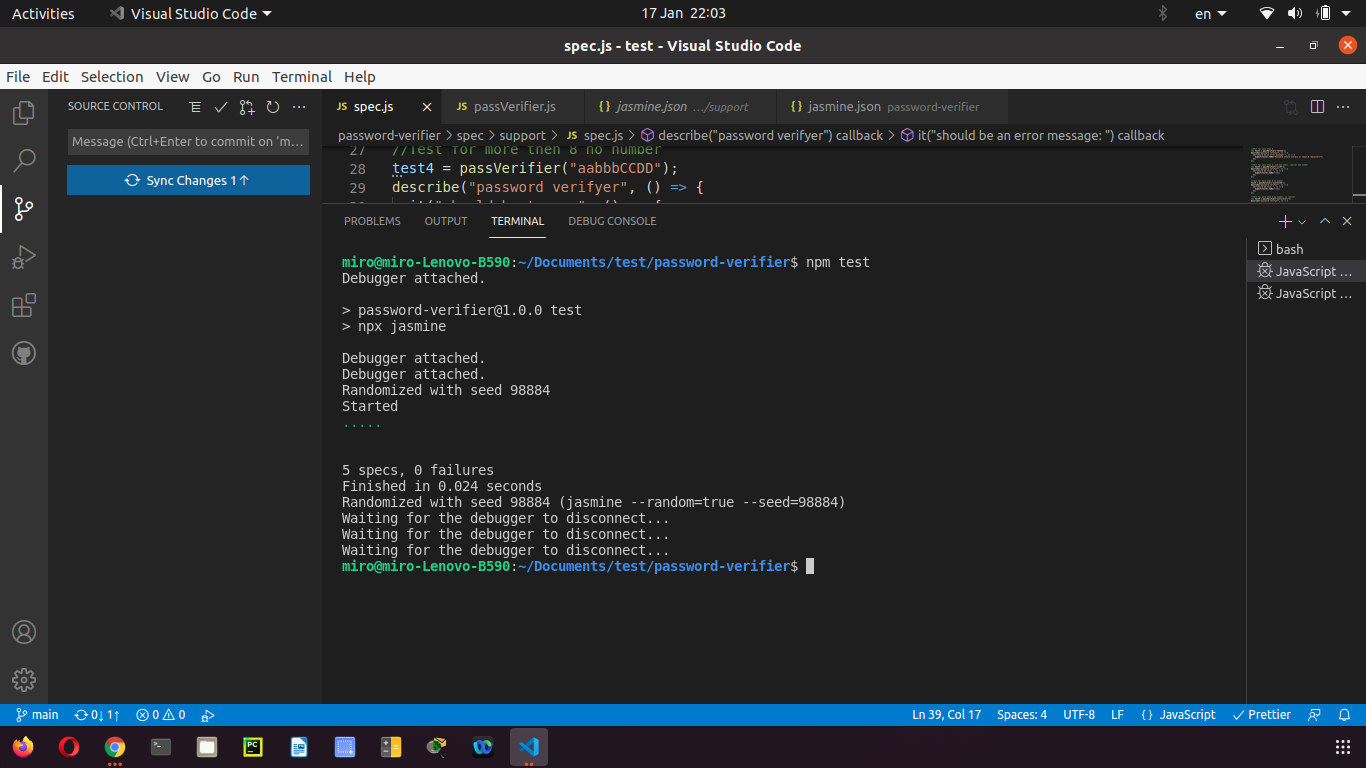 Activities
Visual Studio Code
17 Jan 22:03
en
spec.js - test - Visual Studio Code
File Edit Selection View Go Run Terminal Help
SOURCE CONTROL
Message (Ctrl+Enter to commit on 'm...
Sync Changes 1↑
JS spec.js
JS passVerifier.js
{} jasmine.json .../support
{} jasmine.json password-verifier
password-verifier > spec > support > JS spec.js > describe("password verifyer") callback > it("should be an error message: ") callback
27 //Test for more then 8 no number
28 test4 = passVerifier("aabbbCCDD");
29 describe("password verifyer", () => {
PROBLEMS OUTPUT TERMINAL DEBUG CONSOLE
miro@miro-Lenovo-B590:~/Documents/test/password-verifier$ npm test
Debugger attached.
> password-verifier@1.0.0 test
> npx jasmine
Debugger attached.
Debugger attached.
Randomized with seed 98884
Started
.....
5 specs, 0 failures
Finished in 0.024 seconds
Randomized with seed 98884 (jasmine --random=true --seed=98884)
Waiting for the debugger to disconnect...
Waiting for the debugger to disconnect...
Waiting for the debugger to disconnect...
miro@miro-Lenovo-B590:~/Documents/test/password-verifier$
bash
JavaScript ...
JavaScript ...
main 0↓ 1↑ 0 0
Ln 39, Col 17 Spaces: 4 UTF-8 LF {} JavaScript Prettier
PC